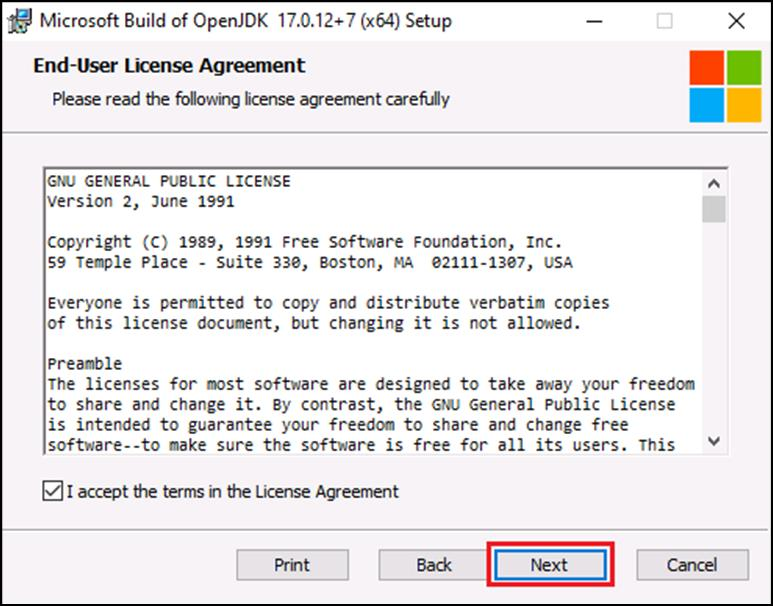 Microsoft Build of OpenJDK 17.0.12+7 (x64) Setup
End-User License Agreement
Please read the following license agreement carefully
GNU GENERAL PUBLIC LICENSE
Version 2, June 1991
Copyright (C) 1989, 1991 Free Software Foundation, Inc.
59 Temple Place - Suite 330, Boston, MA  02111-1307, USA
Everyone is permitted to copy and distribute verbatim copies
of this license document, but changing it is not allowed.
Preamble
The licenses for most software are designed to take away your freedom
to share and change it. By contrast, the GNU General Public License
is intended to guarantee your freedom to share and change free
software--to make sure the software is free for all its users. This
I accept the terms in the License Agreement
Print Back Next Cancel